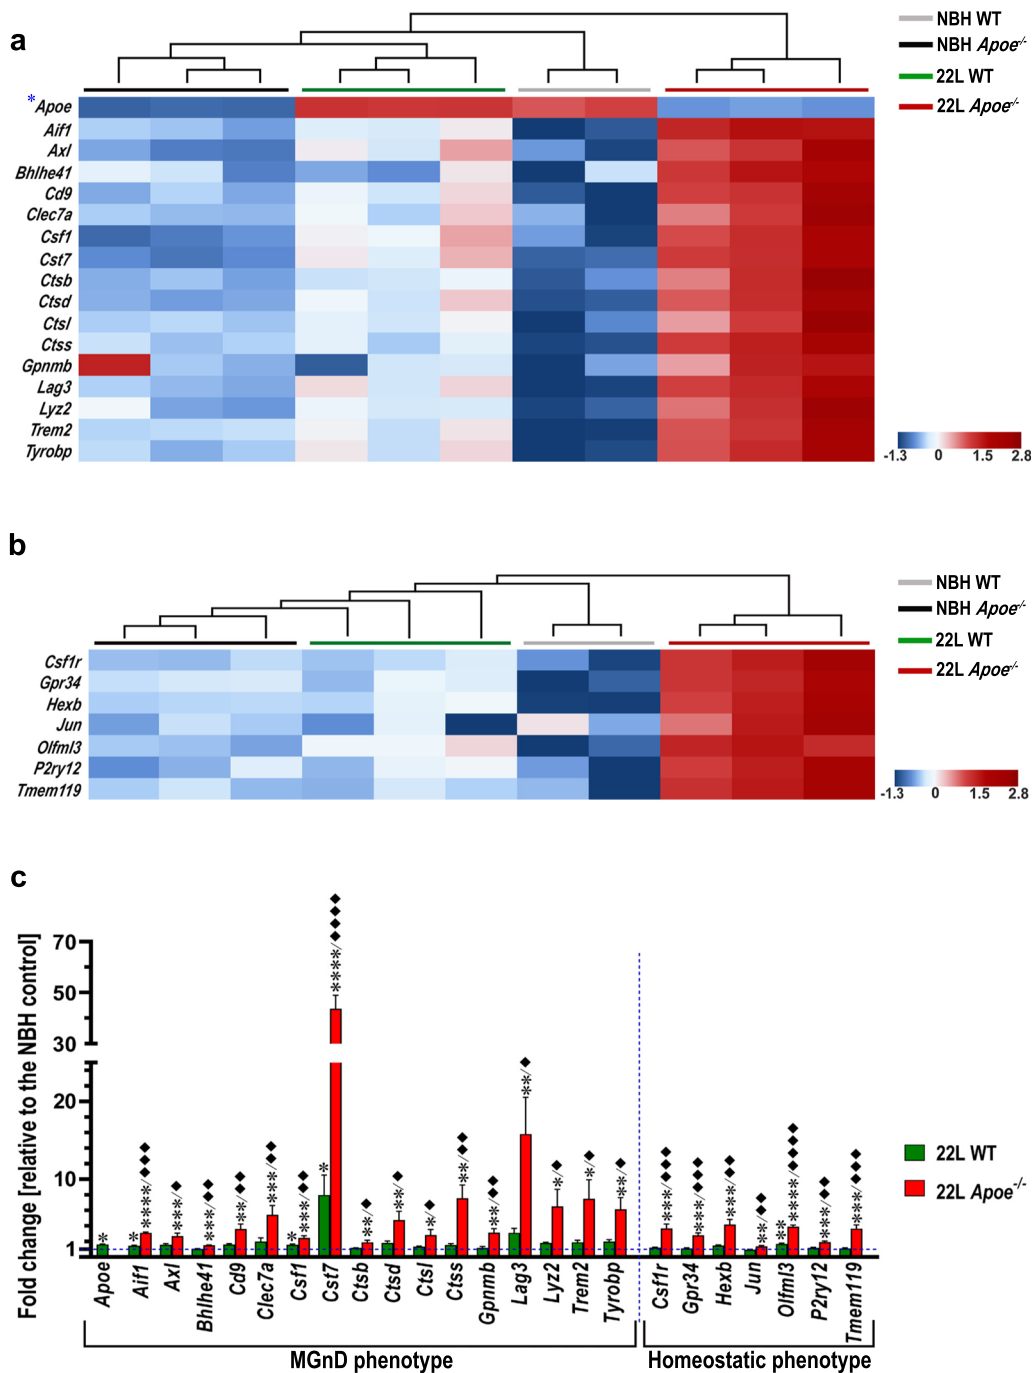 a
NBH WT
NBH Apoe-/-
22L WT
22L Apoe-/-
*Apoe
Aif1
Axl
Bhlhe41
Cd9
Clec7a
Csf1
Cst7
Ctsb
Ctsd
Ctsl
Ctss
Gpnmb
Lag3
Lyz2
Trem2
Tyrobp
-1.3 0 1.5 2.8
b
NBH WT
NBH Apoe-/-
22L WT
22L Apoe-/-
Csf1r
Gpr34
Hexb
Jun
Olfml3
P2ry12
Tmem119
-1.3 0 1.5 2.8
c
Fold change [relative to the NBH control]
70
50
30
20
10
1
*
*
****/◆◆◆
***/◆
***/◆◆
**/◆◆
***/◆◆
*
****/◆◆
*
****/◆◆◆◆
**/◆
**/◆
*/◆
**/◆◆
**/◆◆
**/◆
*/◆
*/◆
**/◆
***/◆◆◆
***/◆◆◆
***/◆◆◆
**/◆◆
**
****/◆◆◆◆
***/◆◆
***/◆◆◆
22L WT
22L Apoe-/-
Apoe Aif1 Axl Bhlhe41 Cd9 Clec7a Csf1 Cst7 Ctsb Ctsd Ctsl Ctss Gpnmb Lag3 Lyz2 Trem2 Tyrobp Csf1r Gpr34 Hexb Jun Olfml3 P2ry12 Tmem119
MGnD phenotype Homeostatic phenotype